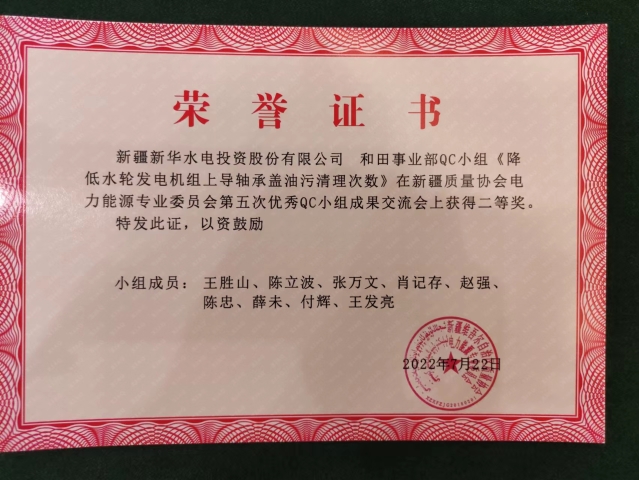 荣誉证书
新疆新华水电投资股份有限公司 和田事业部QC小组《降
低水轮发电机组上导轴承盖油污清理次数》在新疆质量协会电
力能源专业委员会第五次优秀QC小组成果交流会上获得二等奖。
特发此证，以资鼓励
小组成员：王胜山、陈立波、张万文、肖记存、赵强、
陈忠、薛未、付辉、王发亮
2022年7月22日